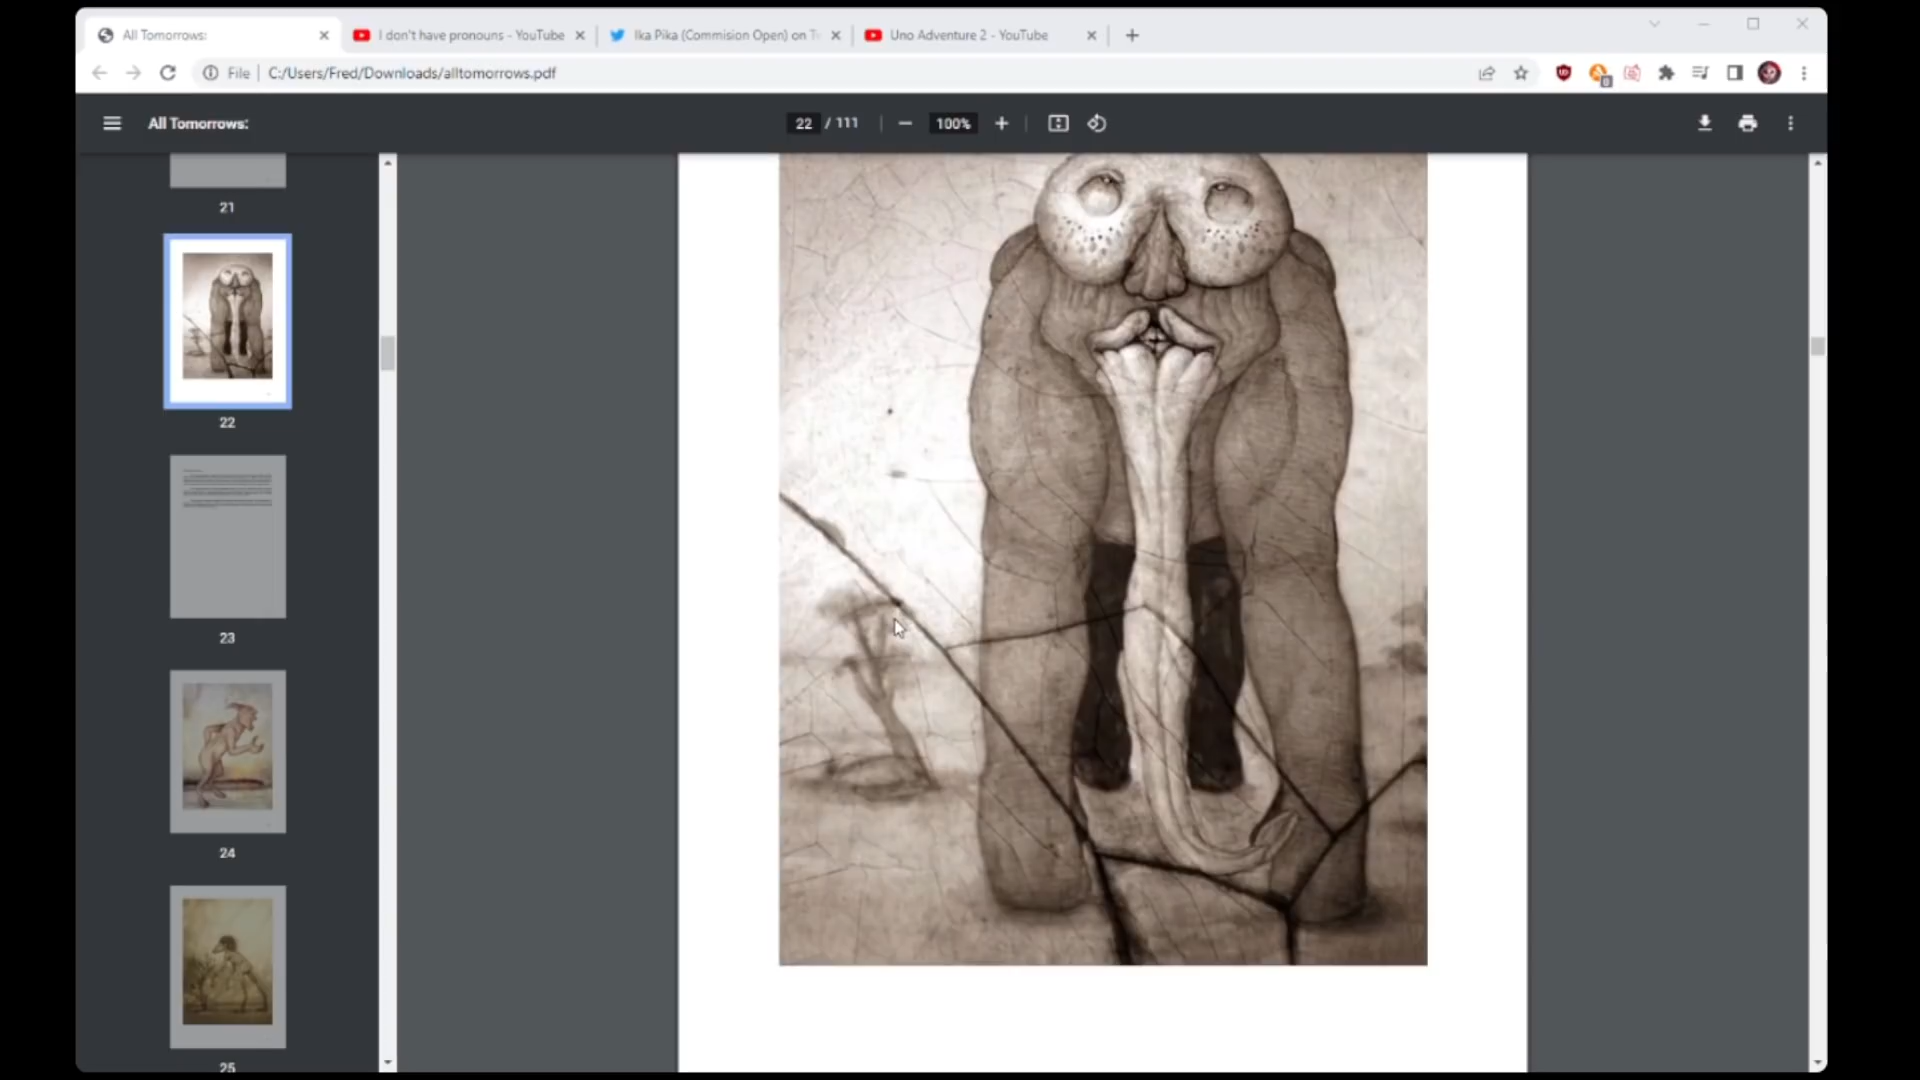 All Tomorrows:
I don't have pronouns - YouTube
Ika Pika (Commision Open) on T
Uno Adventure 2 - YouTube
File
C:/Users/Fred/Downloads/alltomorrows.pdf
All Tomorrows:
22 / 111
100%
21
22
23
24
25